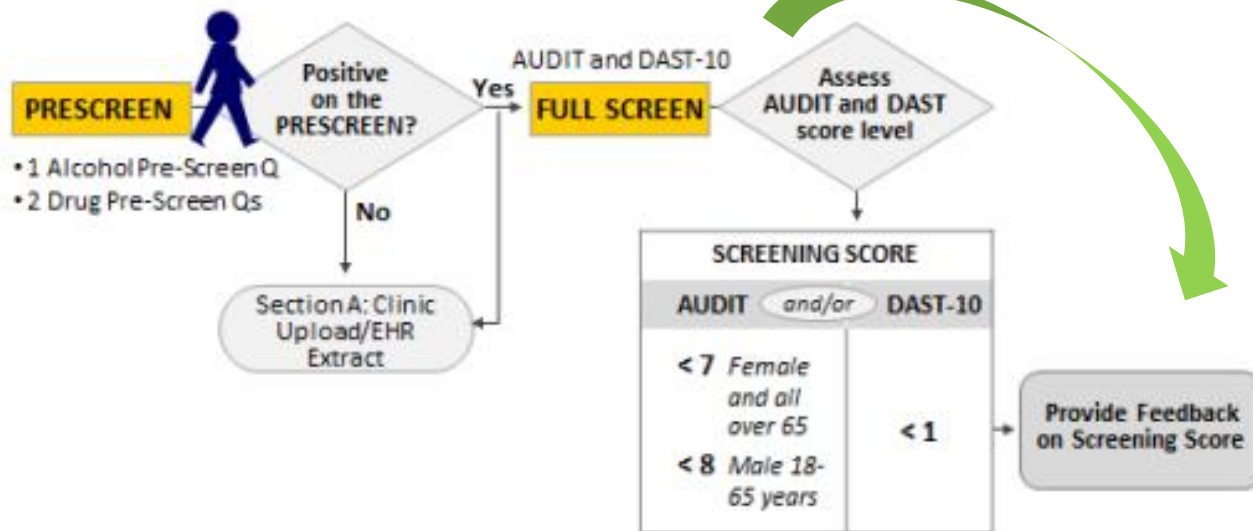 PRESCREEN
• 1 Alcohol Pre-Screen Q
• 2 Drug Pre-Screen Qs
Positive
on the
PRESCREEN?
Yes
No
Section A: Clinic
Upload/EHR
Extract
AUDIT and DAST-10
FULL SCREEN
Assess
AUDIT and DAST
score level
SCREENING SCORE
AUDIT and/or DAST-10
< 7 Female
and all
over 65
< 8 Male 18-
65 years
< 1
Provide Feedback
on Screening Score